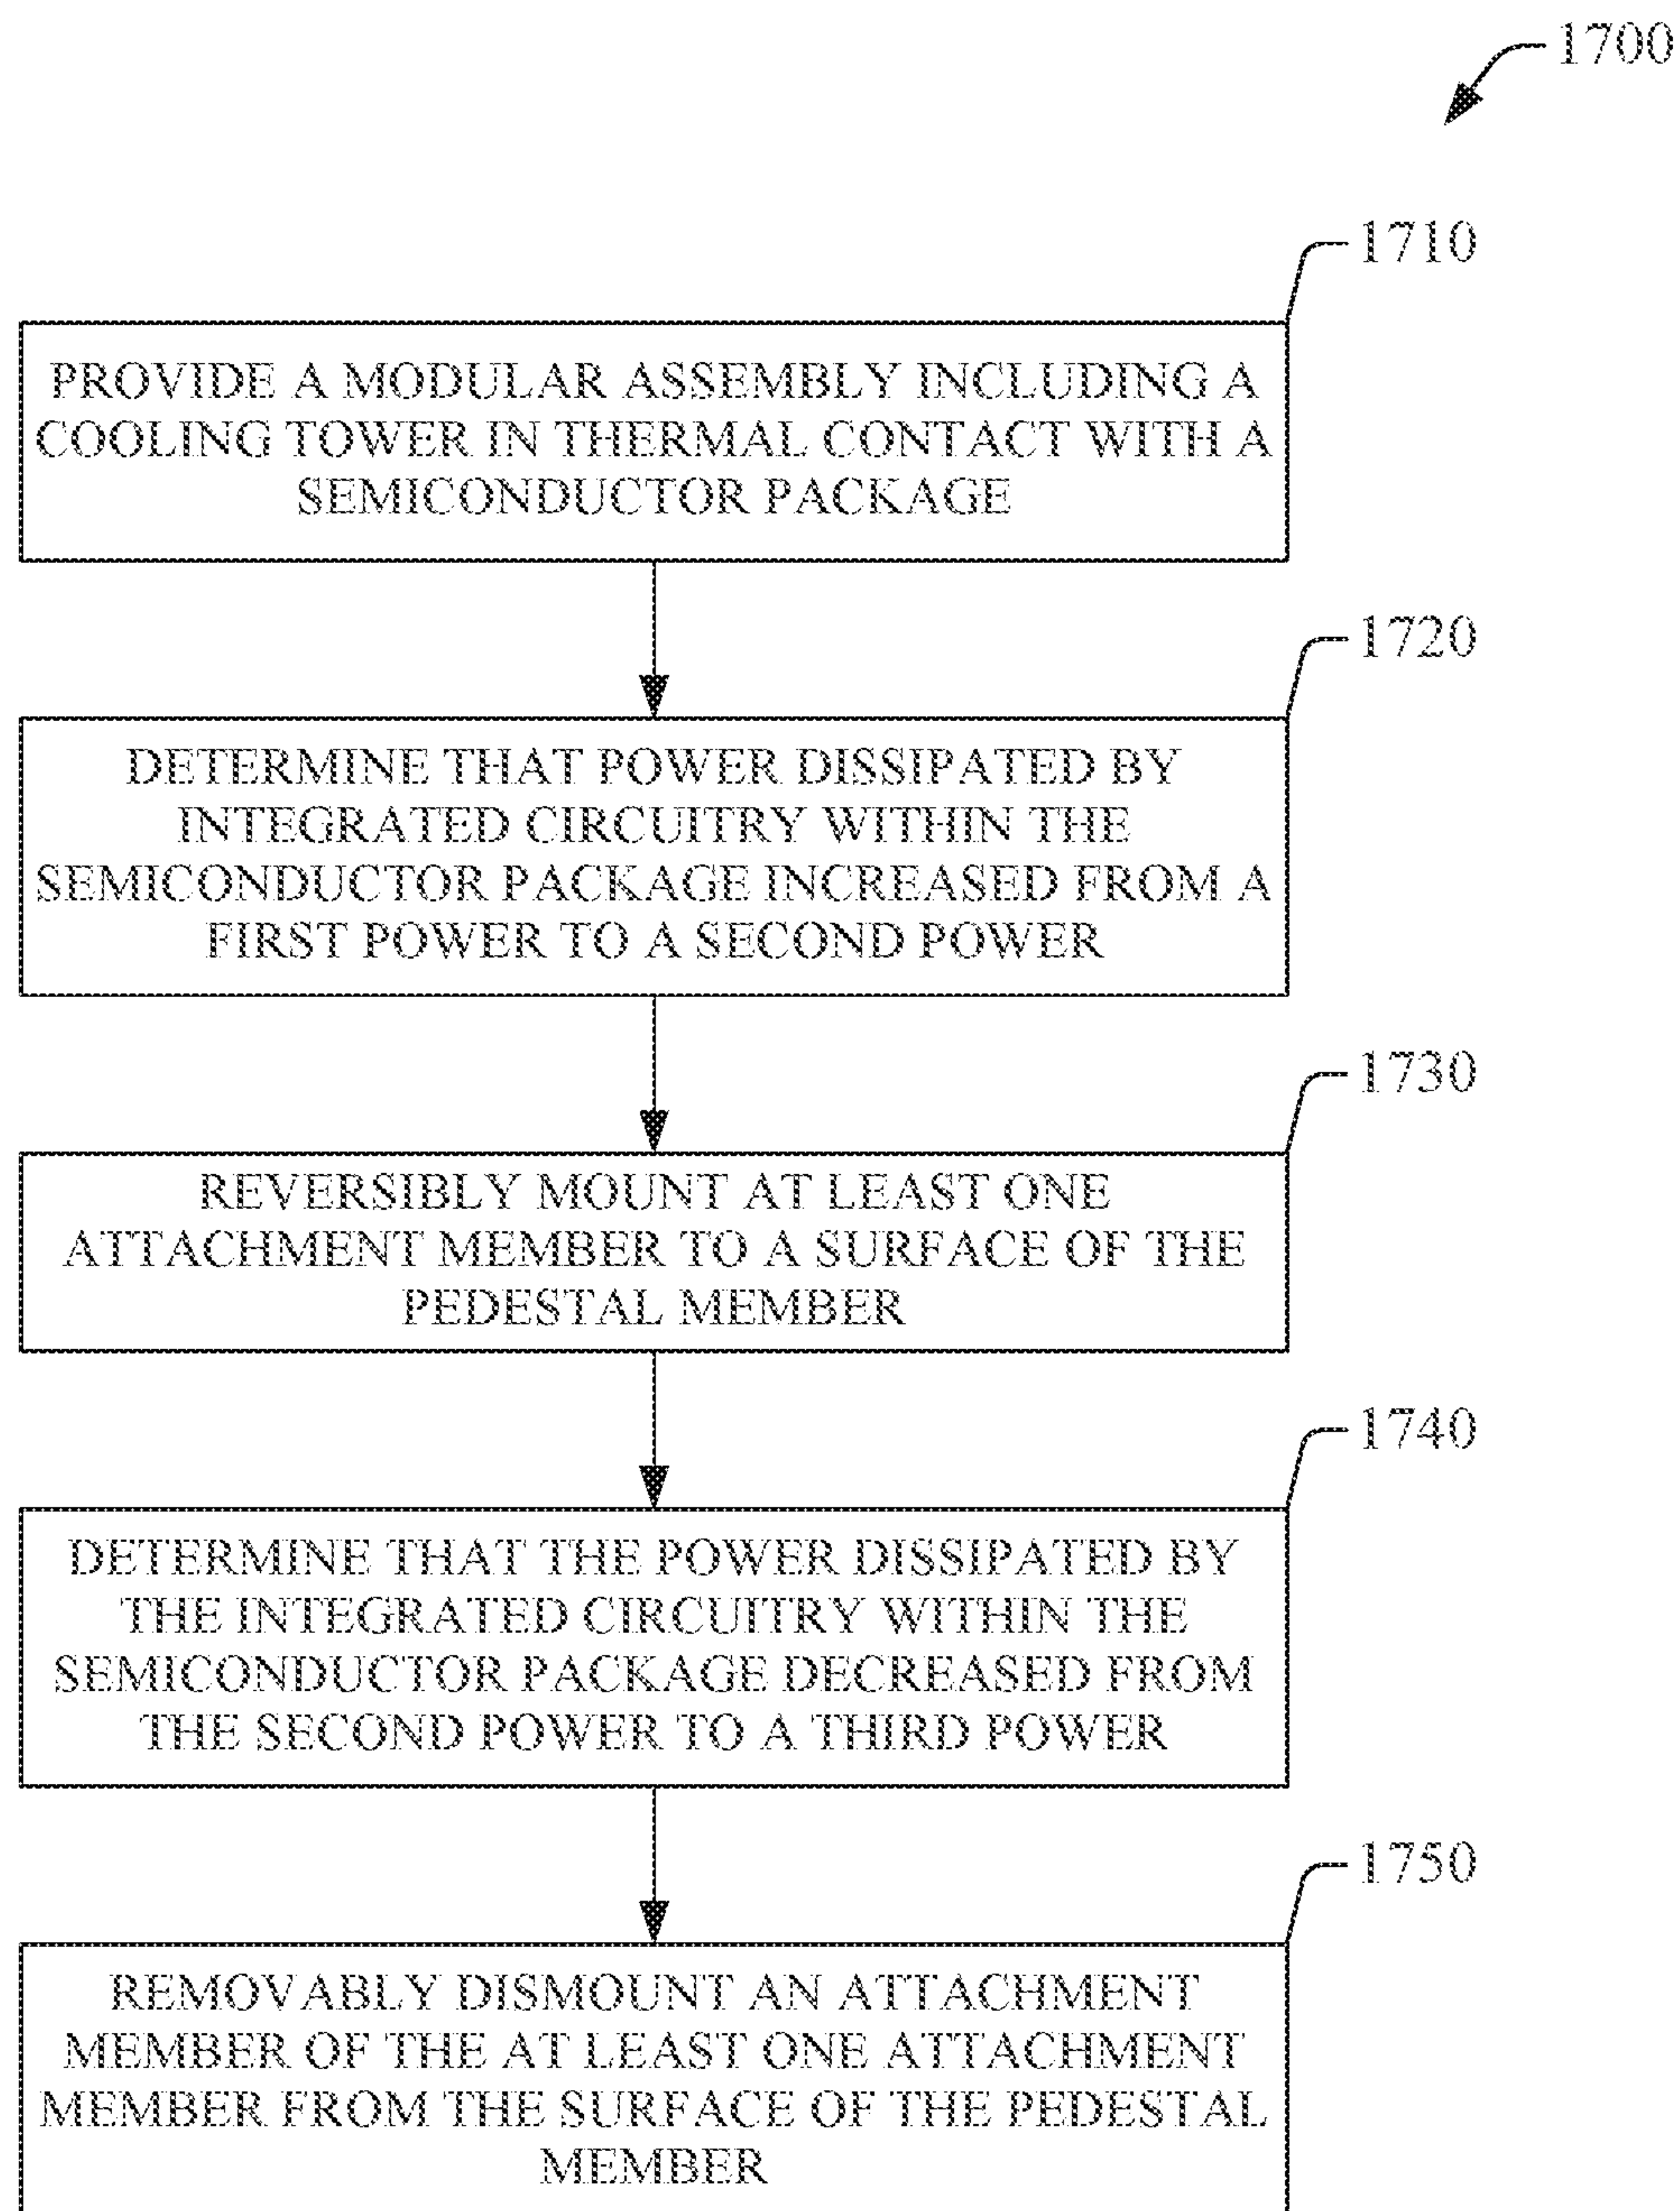 1700
1710
PROVIDE A MODULAR ASSEMBLY INCLUDING A
COOLING TOWER IN THERMAL CONTACT WITH A
SEMICONDUCTOR PACKAGE
1720
DETERMINE THAT POWER DISSIPATED BY
INTEGRATED CIRCUITRY WITHIN THE
SEMICONDUCTOR PACKAGE INCREASED FROM A
FIRST POWER TO A SECOND POWER
1730
REVERSIBLY MOUNT AT LEAST ONE
ATTACHMENT MEMBER TO A SURFACE OF THE
PEDESTAL MEMBER
1740
DETERMINE THAT THE POWER DISSIPATED BY
THE INTEGRATED CIRCUITRY WITHIN THE
SEMICONDUCTOR PACKAGE DECREASED FROM
THE SECOND POWER TO A THIRD POWER
1750
REMOVABLY DISMOUNT AN ATTACHMENT
MEMBER OF THE AT LEAST ONE ATTACHMENT
MEMBER FROM THE SURFACE OF THE PEDESTAL
MEMBER